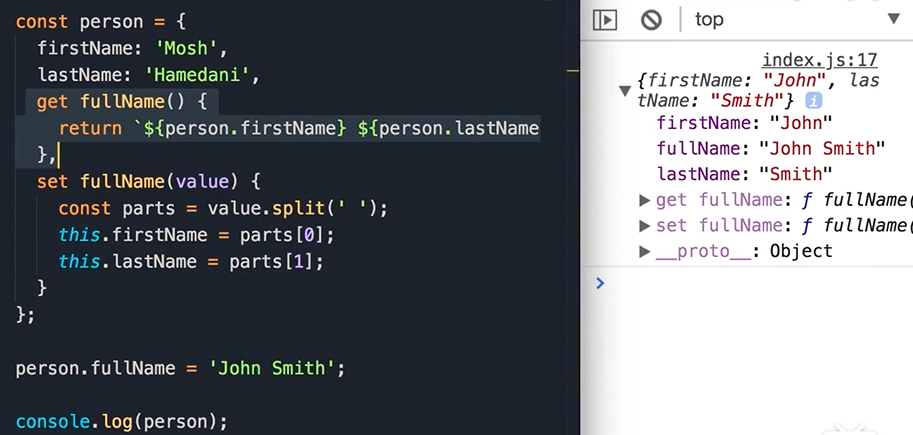 const person = {
firstName: 'Mosh',
lastName: 'Hamedani',
get fullName() {
return `${person.firstName} ${person.lastName
},
set fullName(value) {
const parts = value.split(' ');
this.firstName = parts[0];
this.lastName = parts[1];
}
};
person.fullName = 'John Smith';
console.log(person);
top
index.js:17
{firstName: "John", las
tName: "Smith"} i
firstName: "John"
fullName: "John Smith"
lastName: "Smith"
get fullName: ƒ fullName(
set fullName: ƒ fullName(
__proto__: Object